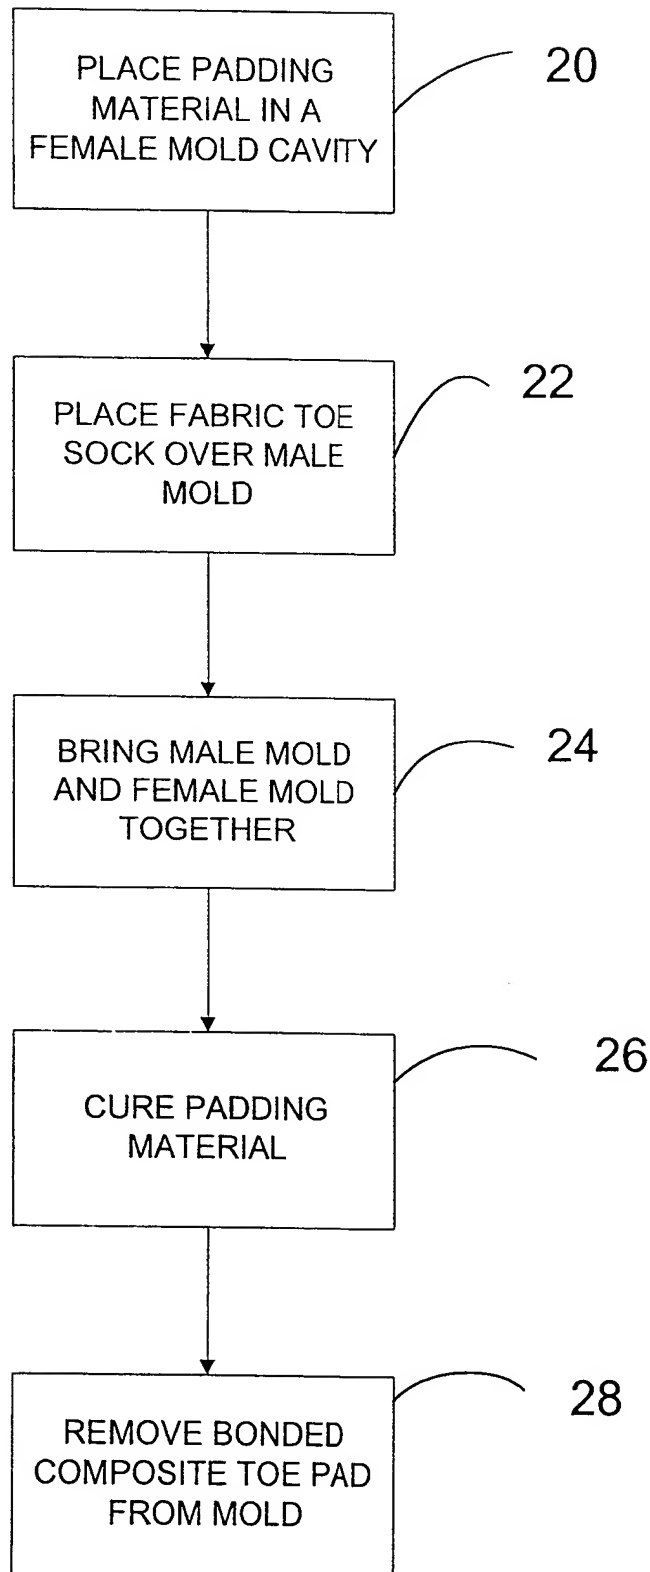 PLACE PADDING
MATERIAL IN A
FEMALE MOLD CAVITY
20
PLACE FABRIC TOE
SOCK OVER MALE
MOLD
22
BRING MALE MOLD
AND FEMALE MOLD
TOGETHER
24
CURE PADDING
MATERIAL
26
REMOVE BONDED
COMPOSITE TOE PAD
FROM MOLD
28